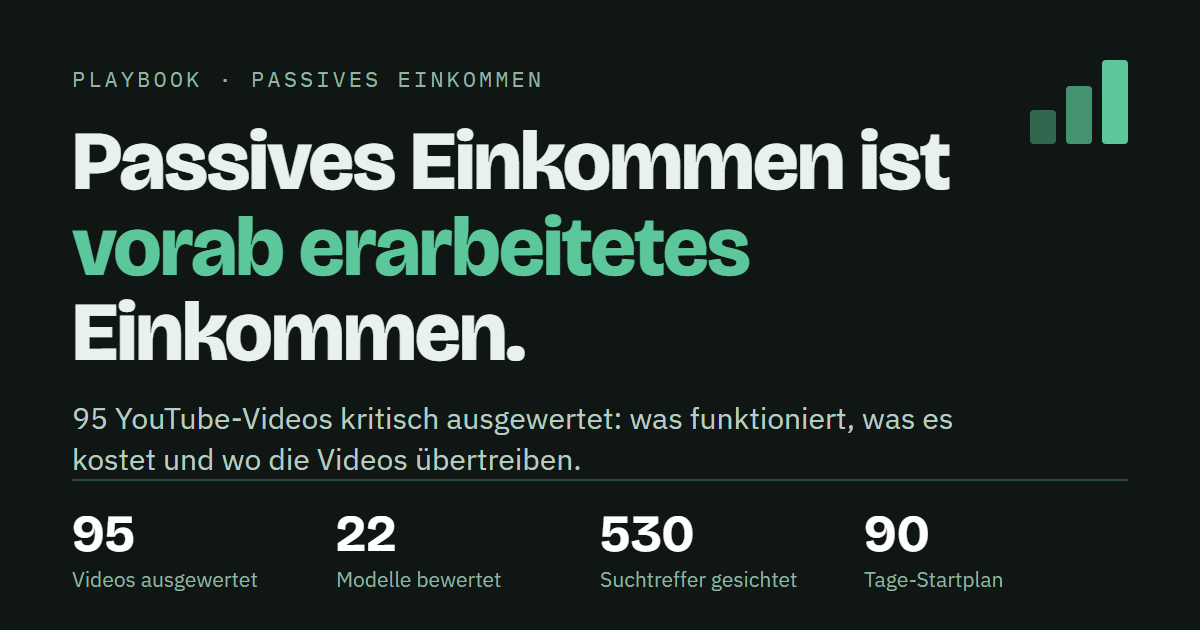 PLAYBOOK · PASSIVES EINKOMMEN
Passives Einkommen ist
vorab erarbeitetes
Einkommen.
95 YouTube-Videos kritisch ausgewertet: was funktioniert, was es
kostet und wo die Videos übertreiben.
95
Videos ausgewertet
22
Modelle bewertet
530
Suchtreffer gesichtet
90
Tage-Startplan